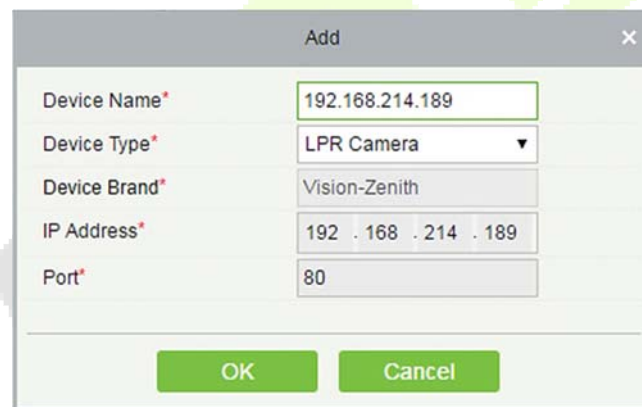 Add ×
Device Name* 192.168.214.189
Device Type* LPR Camera ▼
Device Brand* Vision-Zenith
IP Address* 192 . 168 . 214 . 189
Port* 80
OK Cancel